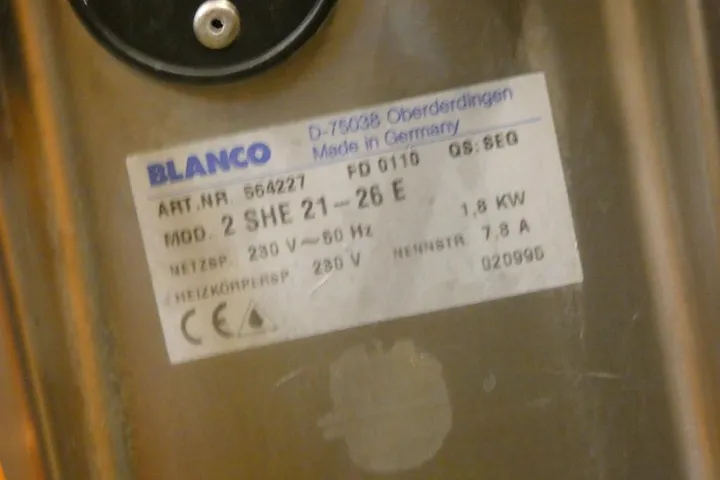 BLANCO D-75038 Oberderdingen
Made in Germany
ART.NR. 564227 FD 0110 QS: SEG
MOD. 2 SHE 21-26 E
NETZSP. 230 V~50 Hz 1,8 KW
HEIZKÖRPERSP. 230 V NENNSTR. 7,8 A
020995
CE